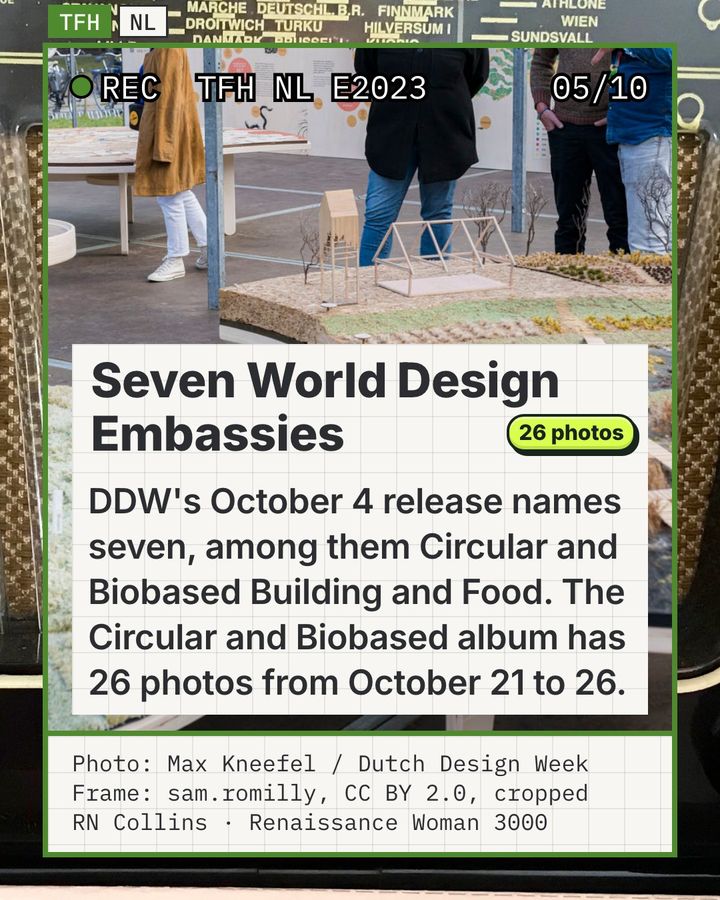 MARCHE DEUTSCHL.B.R. FINNMARK
ATHLONE
TFH NL
DROITWICH TURKU HILVERSUM I
WIEN
SUNDSVALL
REC TFH NL E2023 05/10
Seven World Design
Embassies
26 photos
DDW's October 4 release names
seven, among them Circular and
Biobased Building and Food. The
Circular and Biobased album has
26 photos from October 21 to 26.
Photo: Max Kneefel / Dutch Design Week
Frame: sam.romilly, CC BY 2.0, cropped
RN Collins · Renaissance Woman 3000